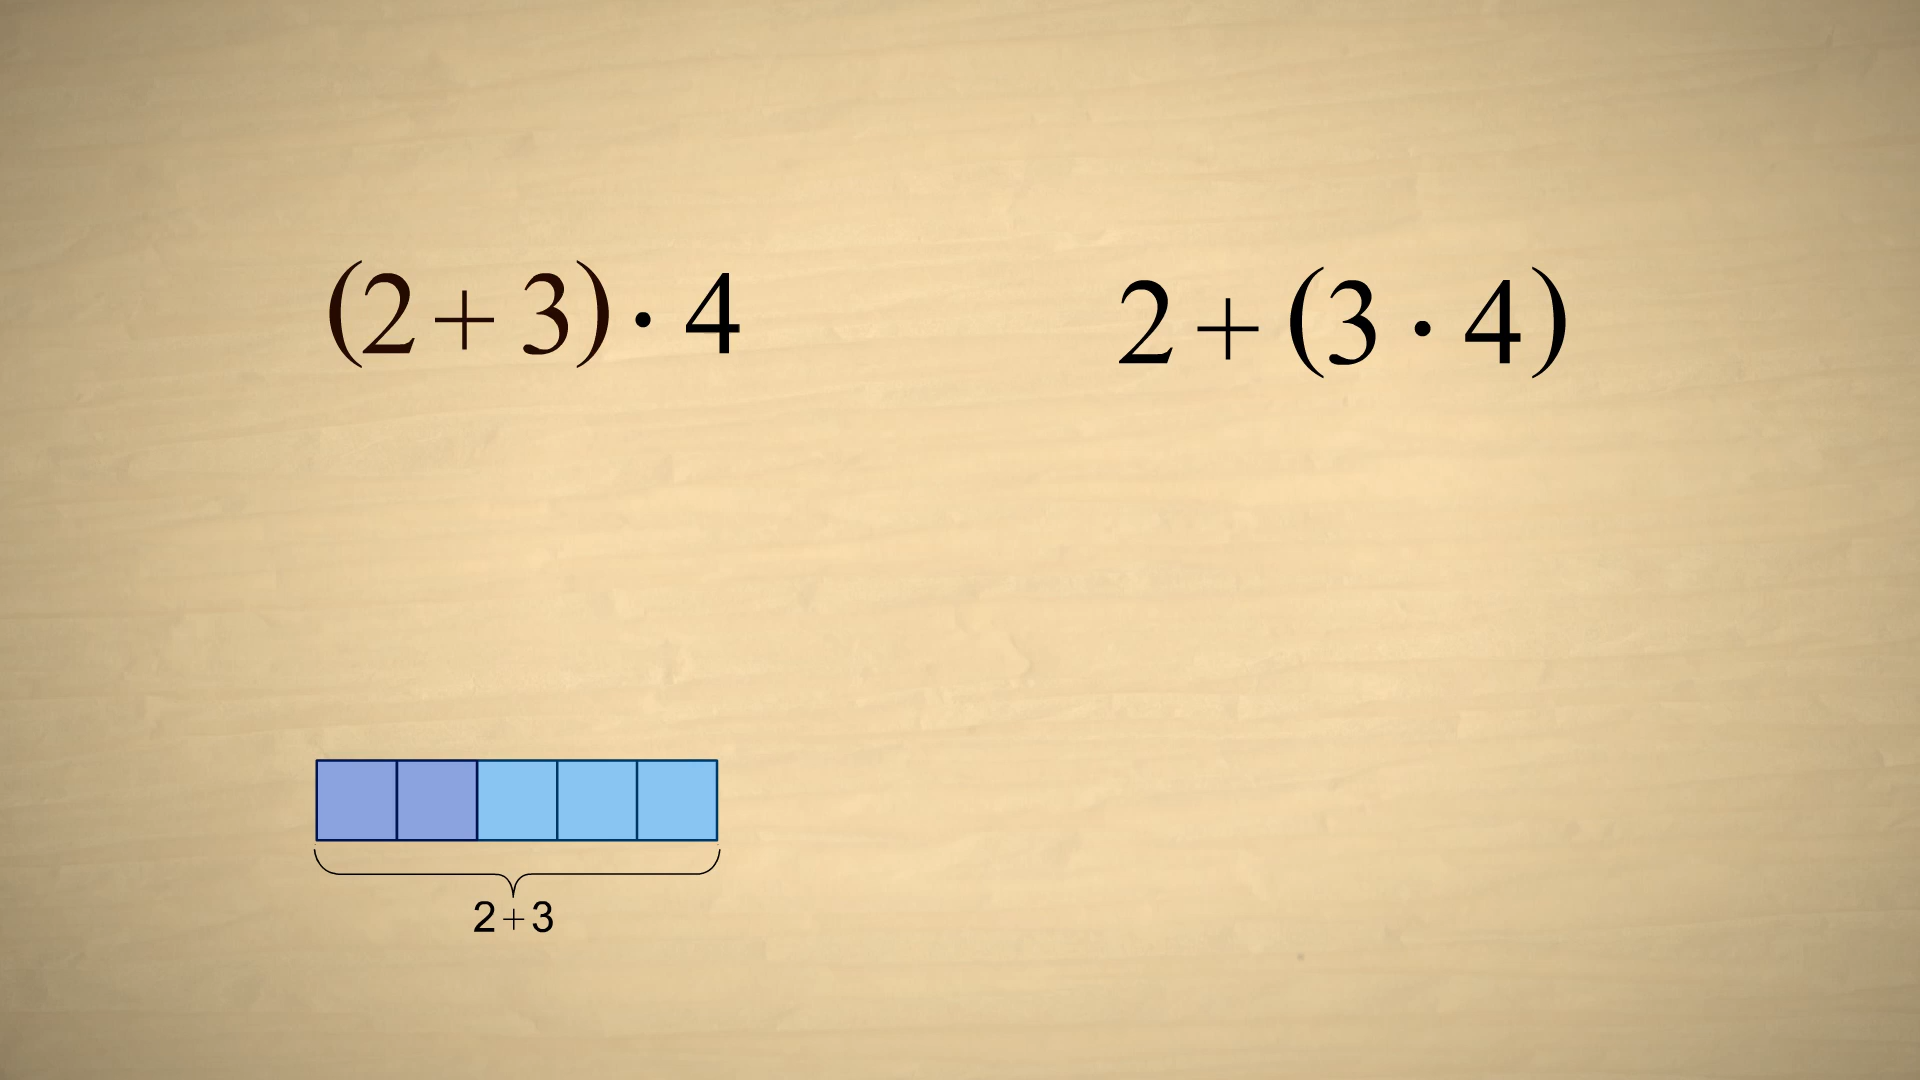 (2 + 3) · 4
2 + (3 · 4)
2 + 3